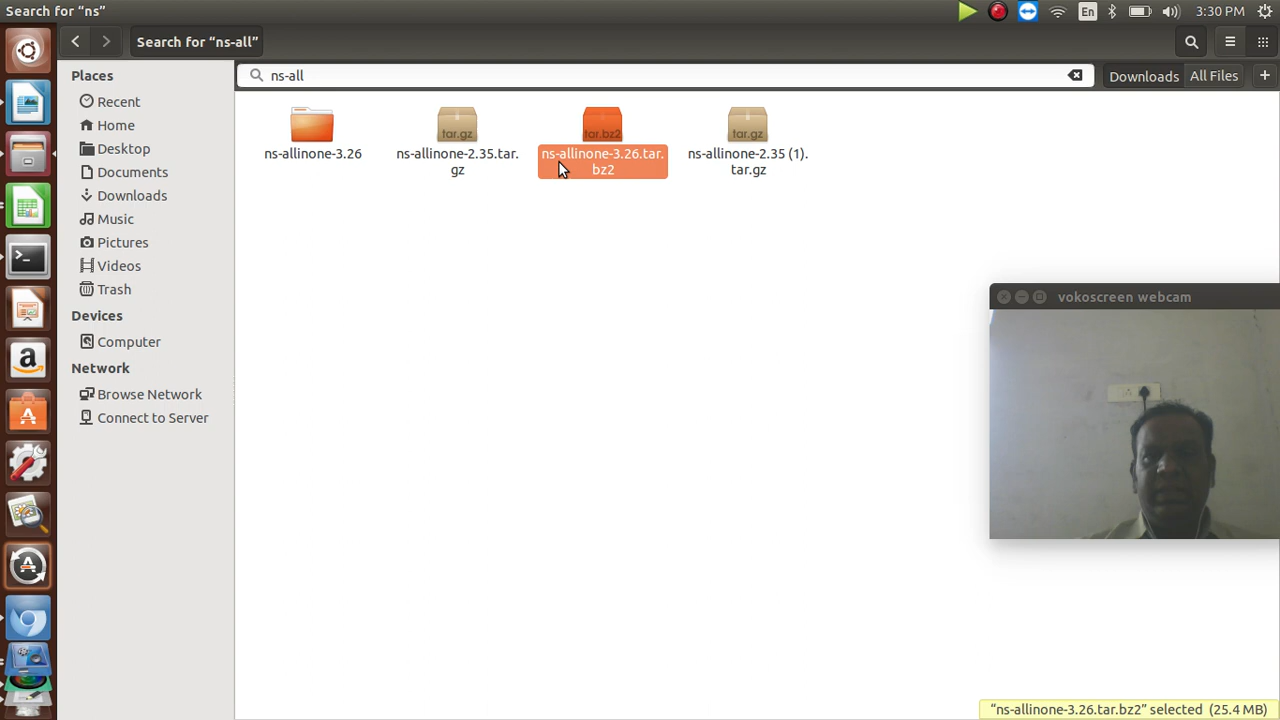 Search for “ns”
En
3:30 PM
Search for “ns-all”
Places
ns-all
Downloads
All Files
Recent
Home
Desktop
Documents
Downloads
Music
Pictures
Videos
Trash
Devices
Computer
Network
Browse Network
Connect to Server
tar.gz
tar.bz2
tar.gz
ns-allinone-3.26
ns-allinone-2.35.tar.
gz
ns-allinone-3.26.tar.
bz2
ns-allinone-2.35 (1).
tar.gz
vokoscreen webcam
“ns-allinone-3.26.tar.bz2” selected (25.4 MB)